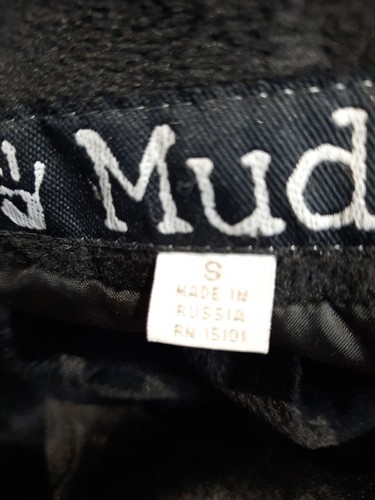 Mud
S
MADE IN
RUSSIA
RN 15101